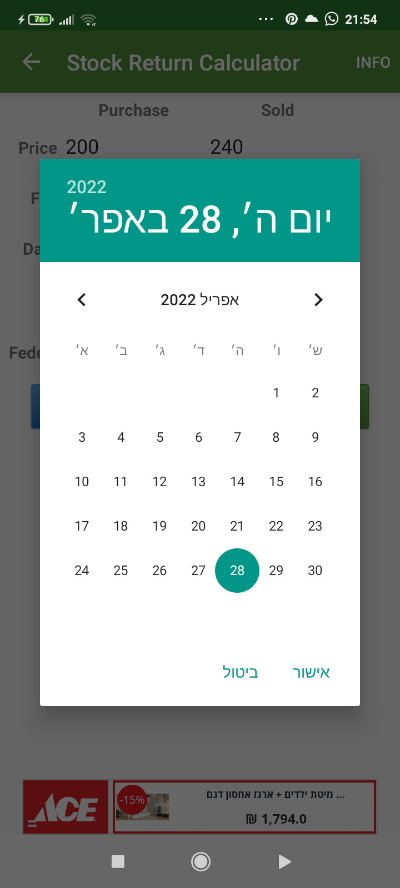 76
21:54
Stock Return Calculator
INFO
Purchase Sold
Price 200 240
F
Da
Fede
2022
יום ה׳, 28 באפר׳
אפריל 2022
א׳ ב׳ ג׳ ד׳ ה׳ ו׳ ש׳
1 2
3 4 5 6 7 8 9
10 11 12 13 14 15 16
17 18 19 20 21 22 23
24 25 26 27 28 29 30
ביטול אישור
ACE
-15%
מיטת ילדים + ארגז אחסון דגם ...
₪ 1,794.0